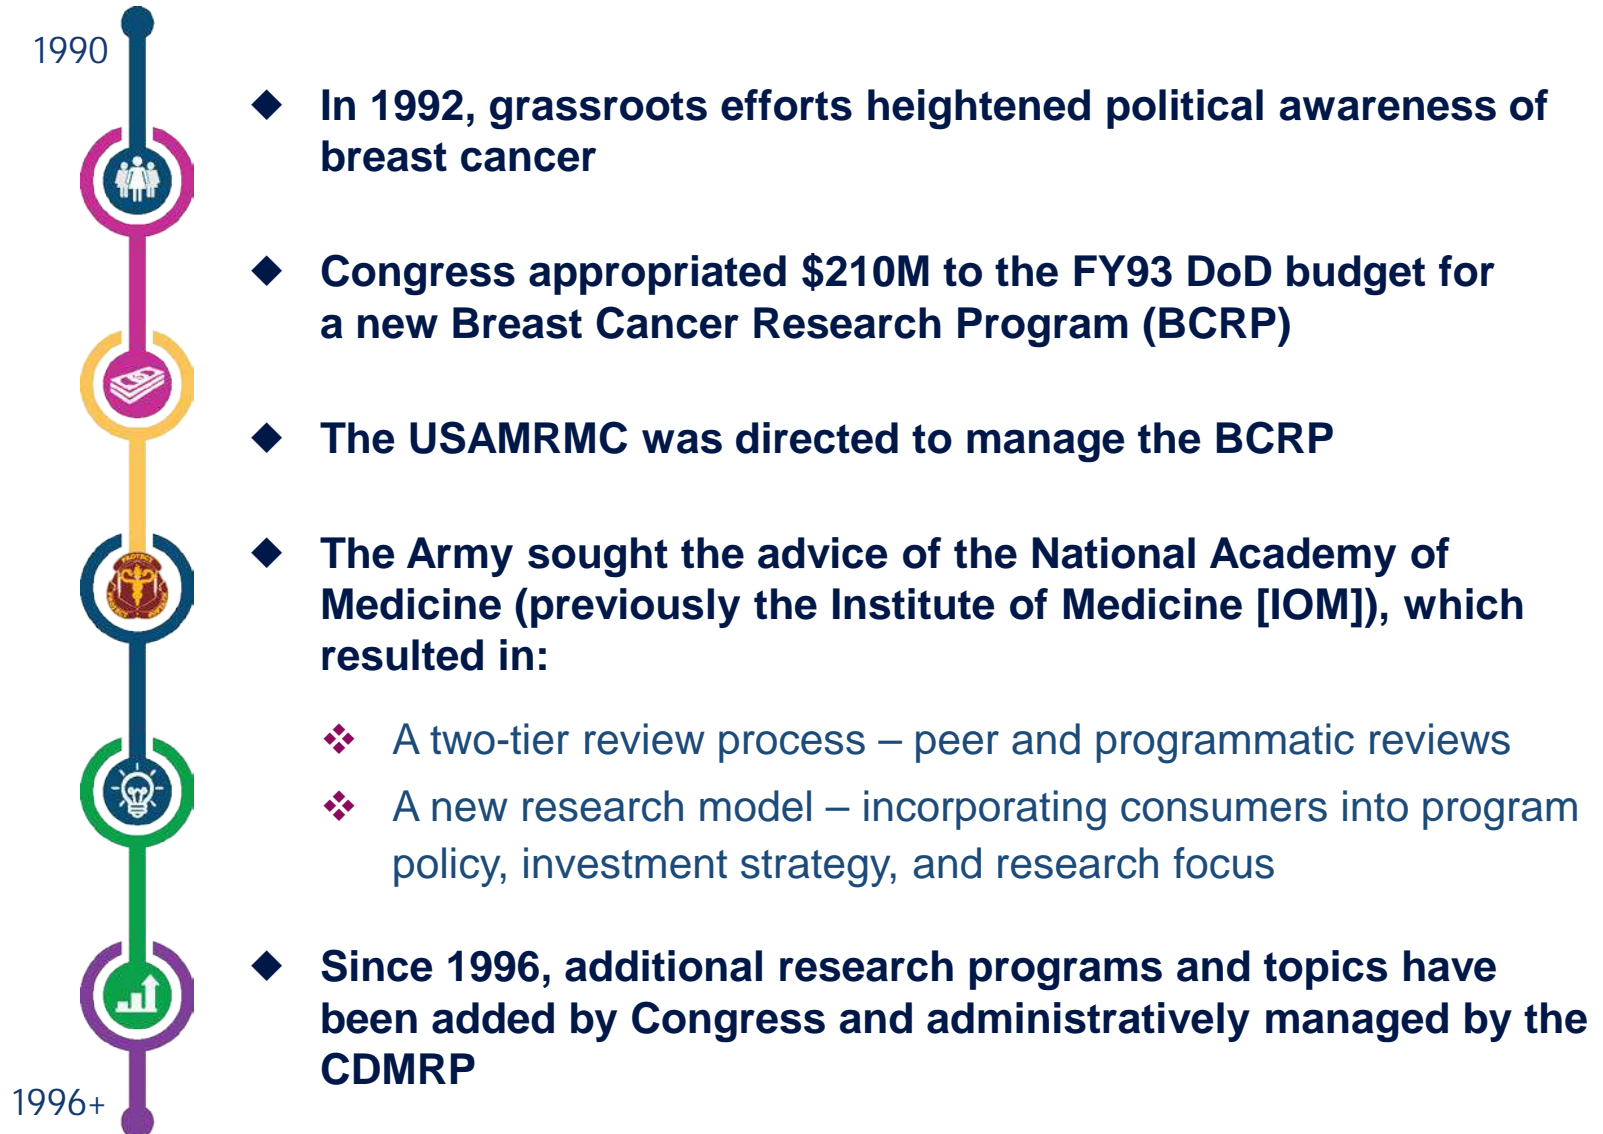 1990
◆ In 1992, grassroots efforts heightened political awareness of
breast cancer
◆ Congress appropriated $210M to the FY93 DoD budget for
a new Breast Cancer Research Program (BCRP)
◆ The USAMRMC was directed to manage the BCRP
◆ The Army sought the advice of the National Academy of
Medicine (previously the Institute of Medicine [IOM]), which
resulted in:
❖ A two-tier review process – peer and programmatic reviews
❖ A new research model – incorporating consumers into program
policy, investment strategy, and research focus
◆ Since 1996, additional research programs and topics have
been added by Congress and administratively managed by the
CDMRP
1996+